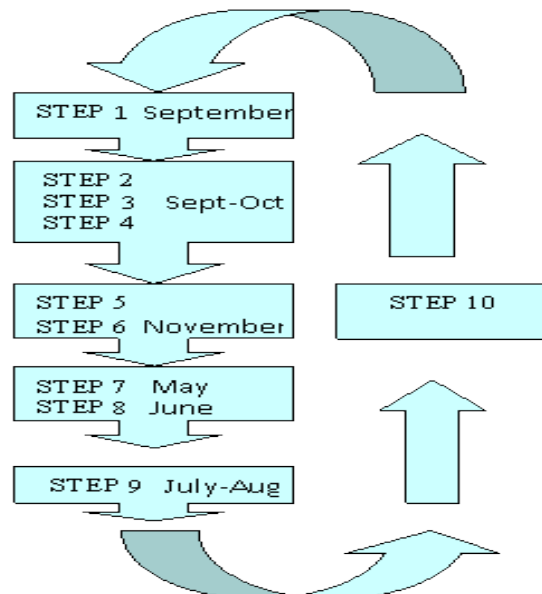 STEP 1 September
STEP 2
STEP 3 Sept-Oct
STEP 4
STEP 5
STEP 6 November
STEP 7 May
STEP 8 June
STEP 9 July-Aug
STEP 10